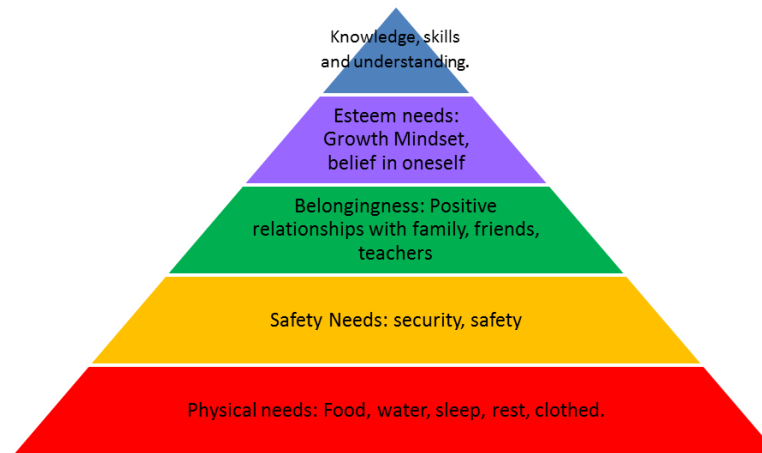 Knowledge, skills
and understanding.
Esteem needs:
Growth Mindset,
belief in oneself
Belongingness: Positive
relationships with family, friends,
teachers
Safety Needs: security, safety
Physical needs: Food, water, sleep, rest, clothed.